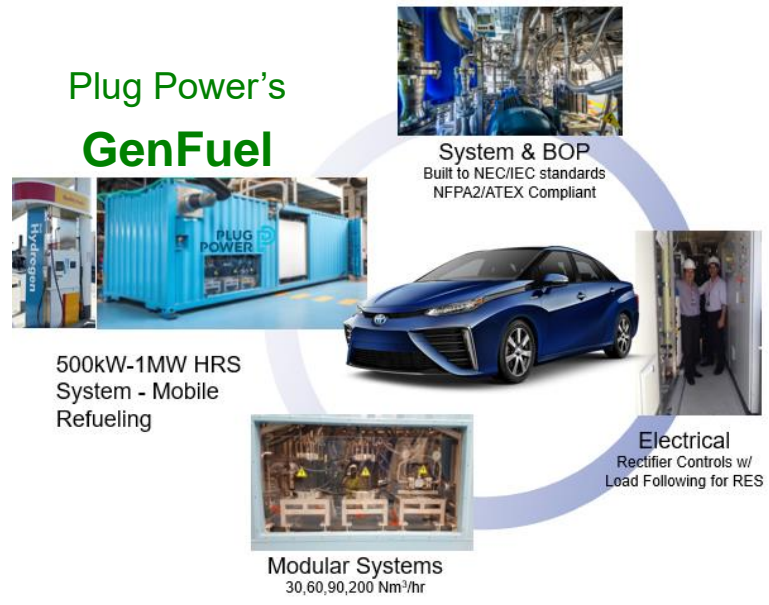 Plug Power's
GenFuel
System & BOP
Built to NEC/IEC standards
NFPA2/ATEX Compliant
Hydrogen
PLUG
POWER
500kW-1MW HRS
System - Mobile
Refueling
Electrical
Rectifier Controls w/
Load Following for RES
Modular Systems
30,60,90,200 Nm³/hr